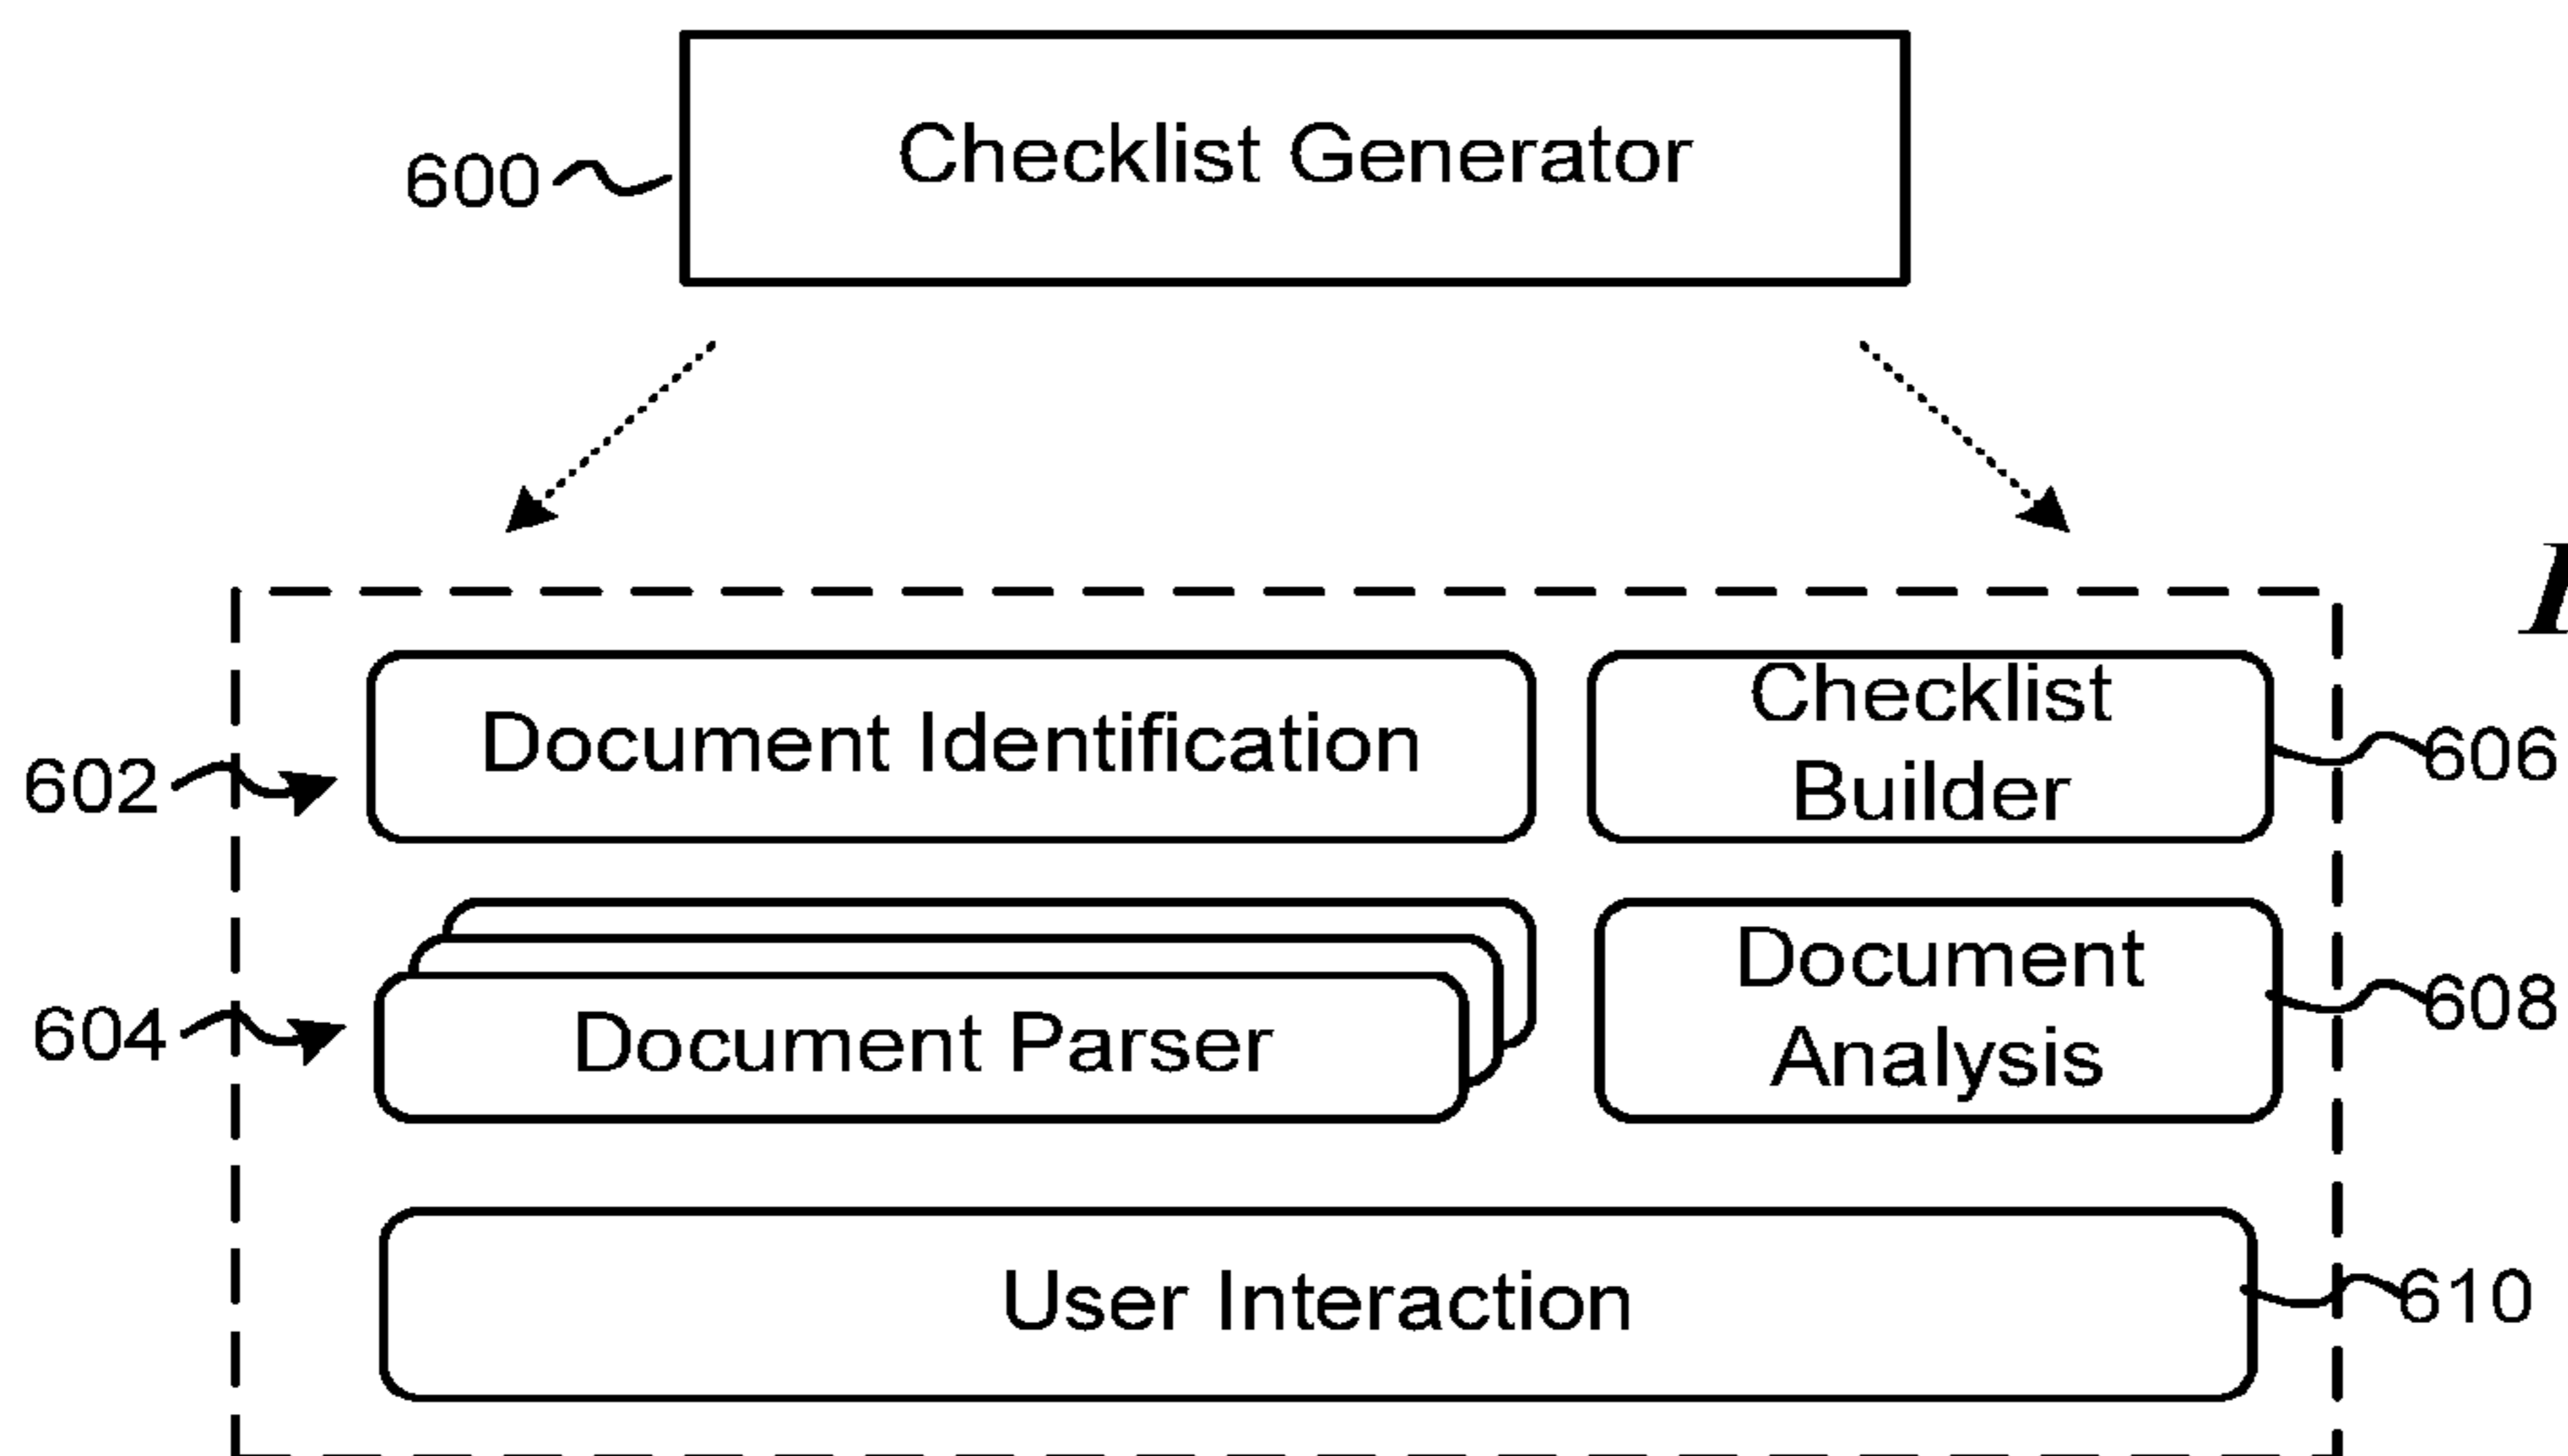 Checklist Generator
600
Document Identification
Checklist
Builder
602
606
Document Parser
Document
Analysis
604
608
User Interaction
610